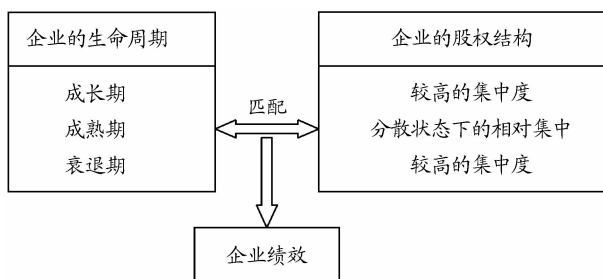 企业的生命周期
成长期
成熟期
衰退期
匹配
企业的股权结构
较高的集中度
分散状态下的相对集中
较高的集中度
企业绩效